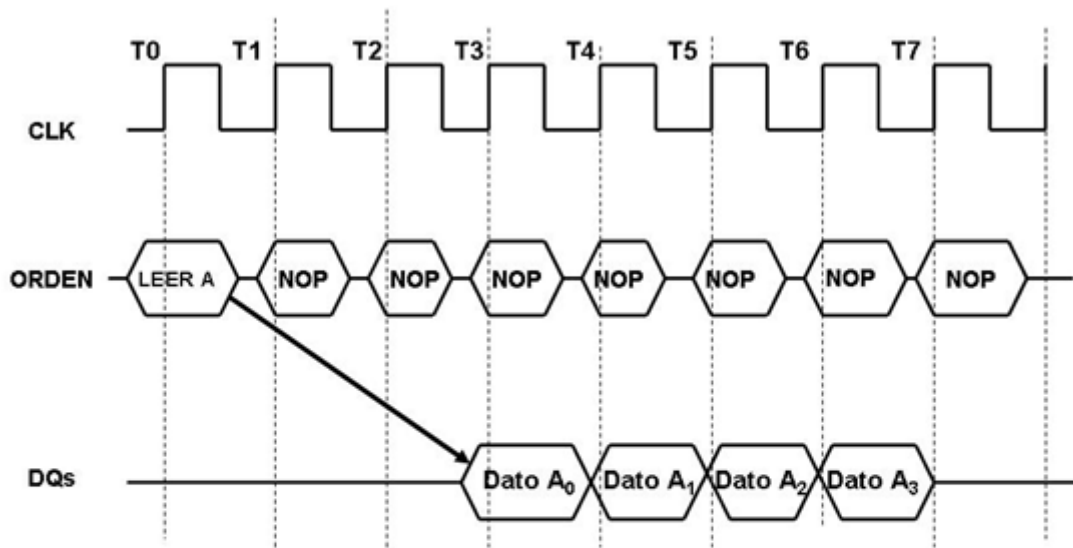 T0 T1 T2 T3 T4 T5 T6 T7
CLK
ORDEN LEER A NOP NOP NOP NOP NOP NOP NOP
DQs Dato A₀ Dato A₁ Dato A₂ Dato A₃